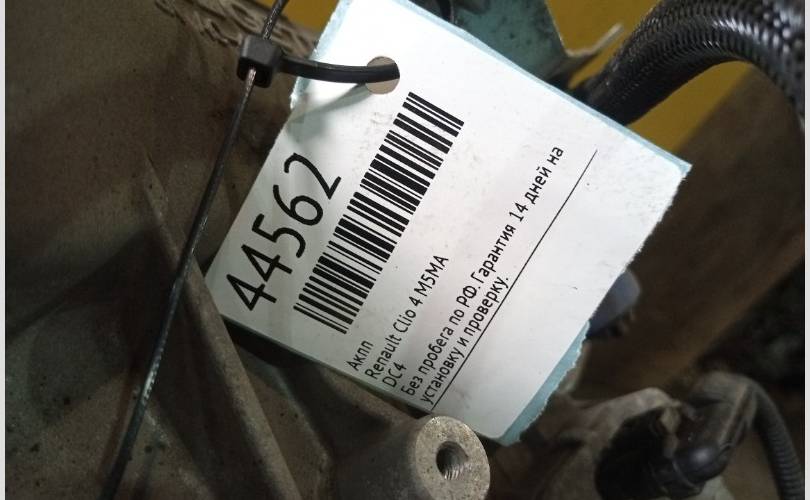 44562
Акпп
Renault Clio 4 M5MA
DC4
Без пробега по РФ. Гарантия 14 дней на
установку и проверку.